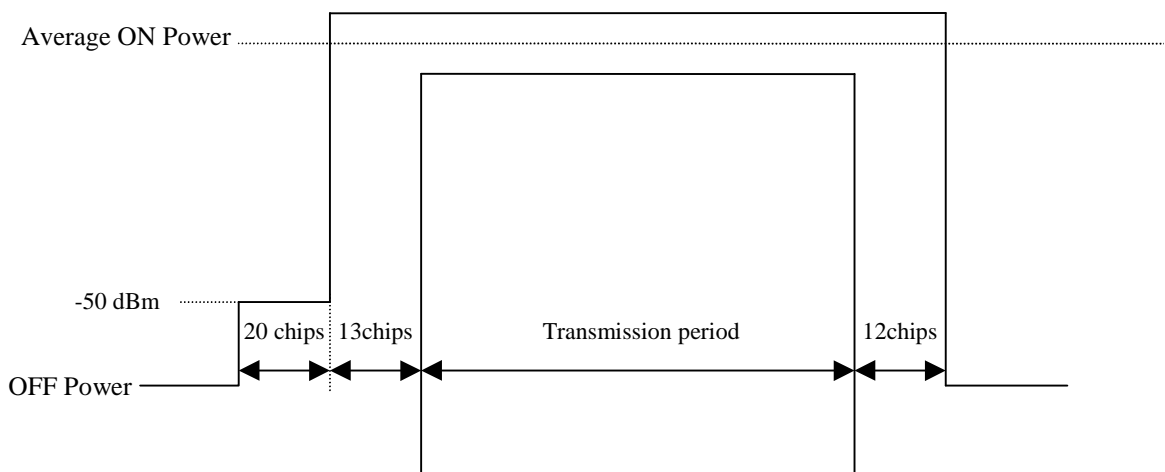 Average ON Power
-50 dBm
20 chips
13chips
Transmission period
12chips
OFF Power